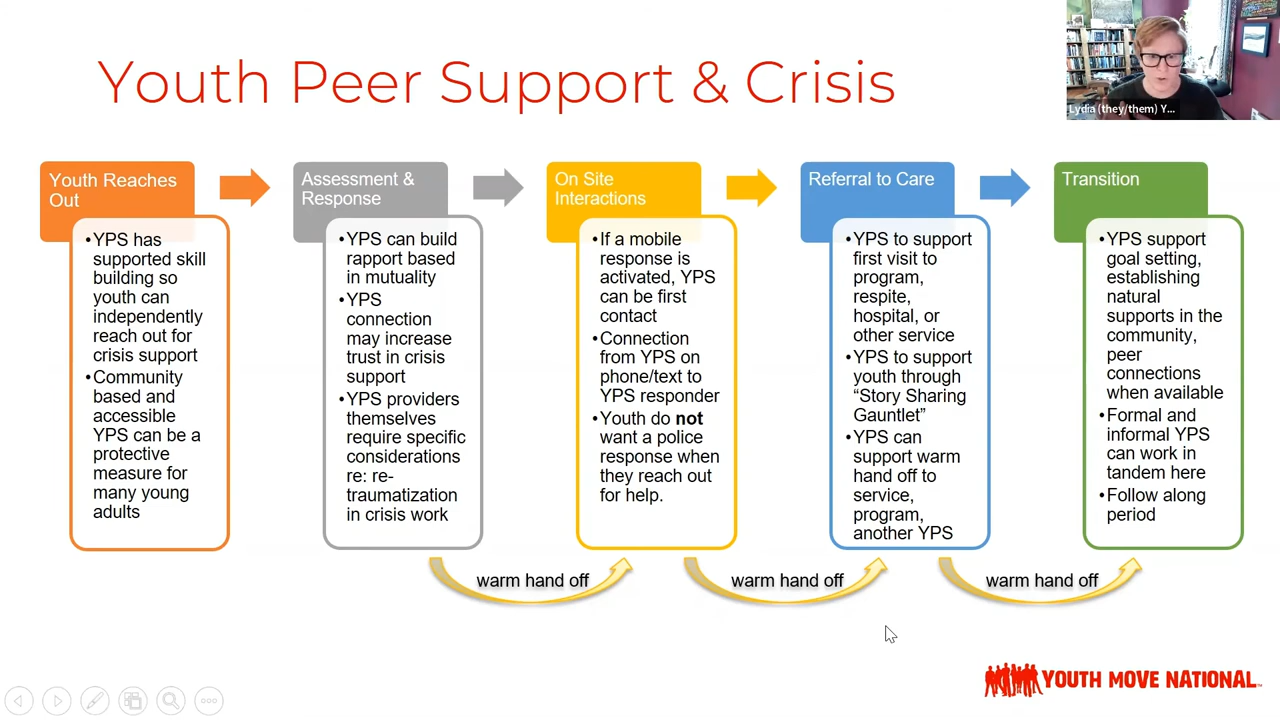 Youth Peer Support & Crisis
Lydia (they/them) Y...
Youth Reaches
Out
•YPS has
supported skill
building so
youth can
independently
reach out for
crisis support
•Community
based and
accessible
YPS can be a
protective
measure for
many young
adults
Assessment &
Response
•YPS can build
rapport based
in mutuality
•YPS
connection
may increase
trust in crisis
support
•YPS providers
themselves
require specific
considerations
re: re-
traumatization
in crisis work
On Site
Interactions
•If a mobile
response is
activated, YPS
can be first
contact
•Connection
from YPS on
phone/text to
YPS responder
•Youth do not
want a police
response when
they reach out
for help.
Referral to Care
•YPS to support
first visit to
program,
respite,
hospital, or
other service
•YPS to support
youth through
“Story Sharing
Gauntlet”
•YPS can
support warm
hand off to
service,
program,
another YPS
Transition
•YPS support
goal setting,
establishing
natural
supports in the
community,
peer
connections
when available
•Formal and
informal YPS
can work in
tandem here
•Follow along
period
warm hand off
warm hand off
warm hand off
YOUTH MOVE NATIONAL